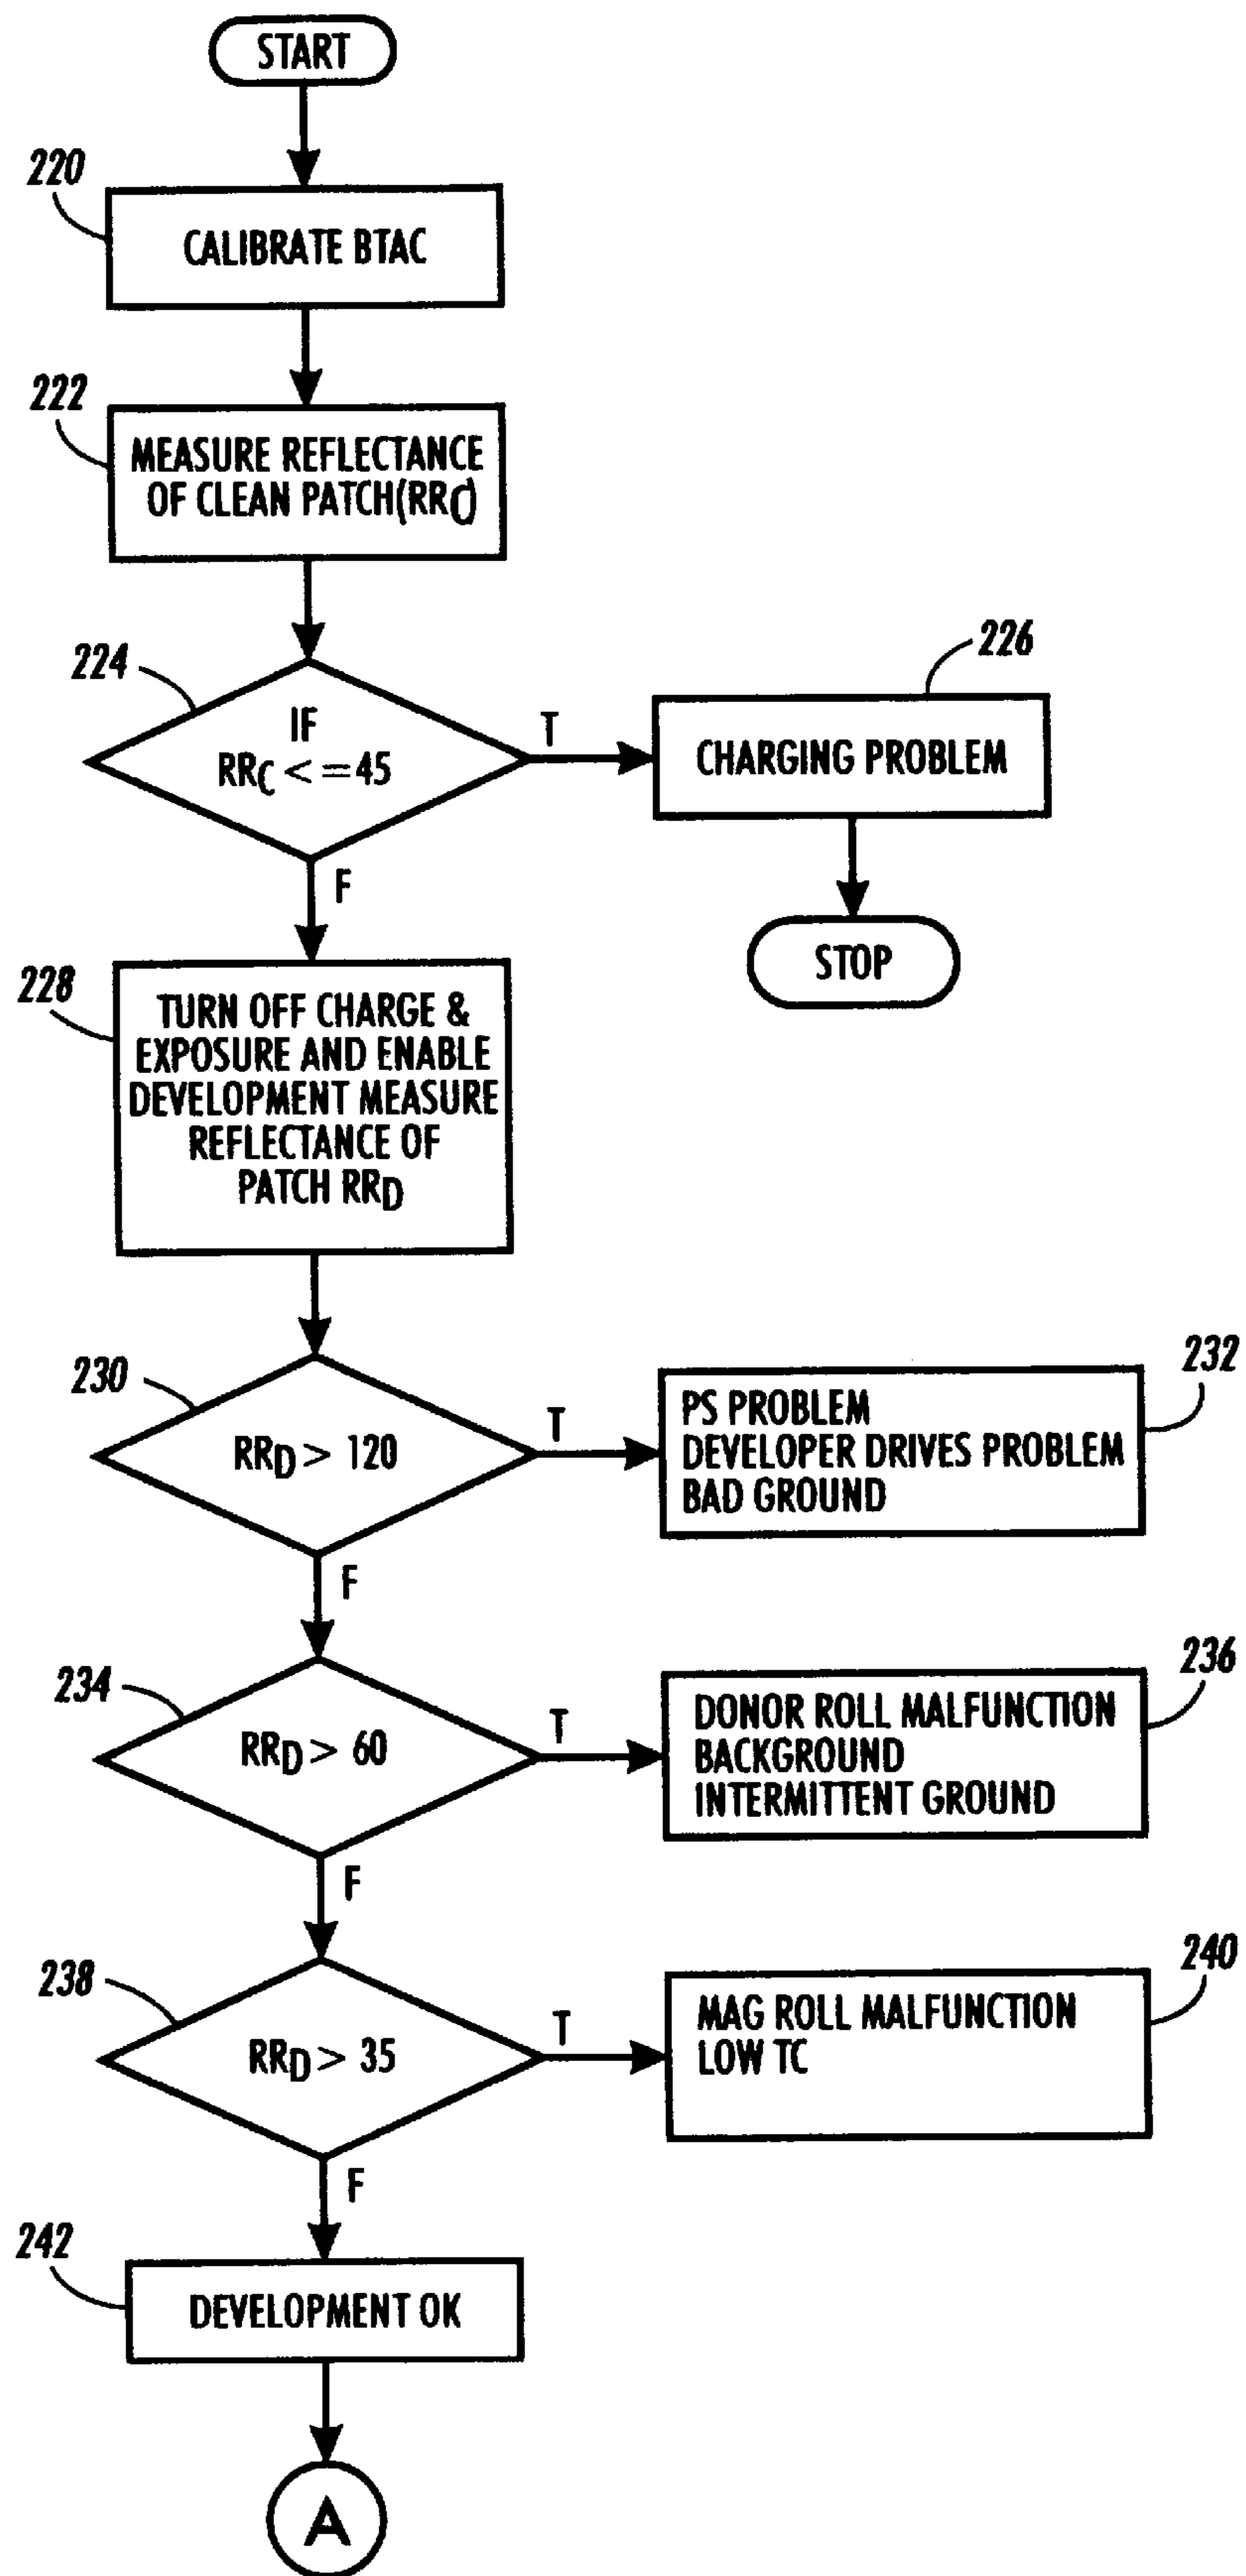 START
220
CALIBRATE BTAC
222
MEASURE REFLECTANCE
OF CLEAN PATCH(RRC)
224
IF
RRC <=45
T
226
CHARGING PROBLEM
F
STOP
228
TURN OFF CHARGE &
EXPOSURE AND ENABLE
DEVELOPMENT MEASURE
REFLECTANCE OF
PATCH RRD
230
RRD > 120
T
232
PS PROBLEM
DEVELOPER DRIVES PROBLEM
BAD GROUND
F
234
RRD > 60
T
236
DONOR ROLL MALFUNCTION
BACKGROUND
INTERMITTENT GROUND
F
238
RRD > 35
T
240
MAG ROLL MALFUNCTION
LOW TC
F
242
DEVELOPMENT OK
A